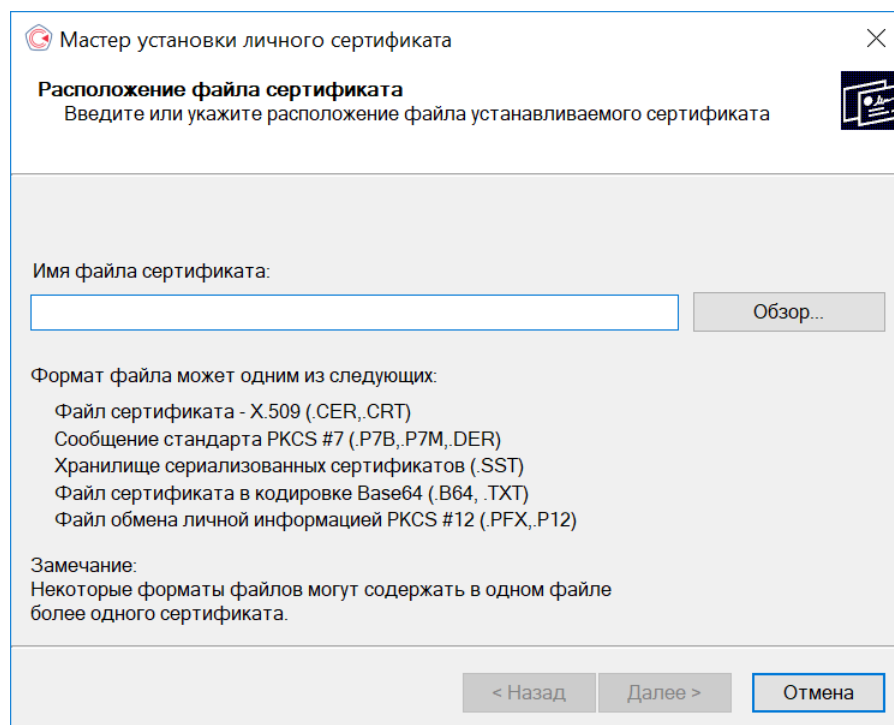 Мастер установки личного сертификата
Расположение файла сертификата
Введите или укажите расположение файла устанавливаемого сертификата
Имя файла сертификата:
Обзор...
Формат файла может одним из следующих:
Файл сертификата - X.509 (.CER,.CRT)
Сообщение стандарта PKCS #7 (.P7B,.P7M,.DER)
Хранилище сериализованных сертификатов (.SST)
Файл сертификата в кодировке Base64 (.B64, .TXT)
Файл обмена личной информацией PKCS #12 (.PFX,.P12)
Замечание:
Некоторые форматы файлов могут содержать в одном файле
более одного сертификата.
< Назад
Далее >
Отмена